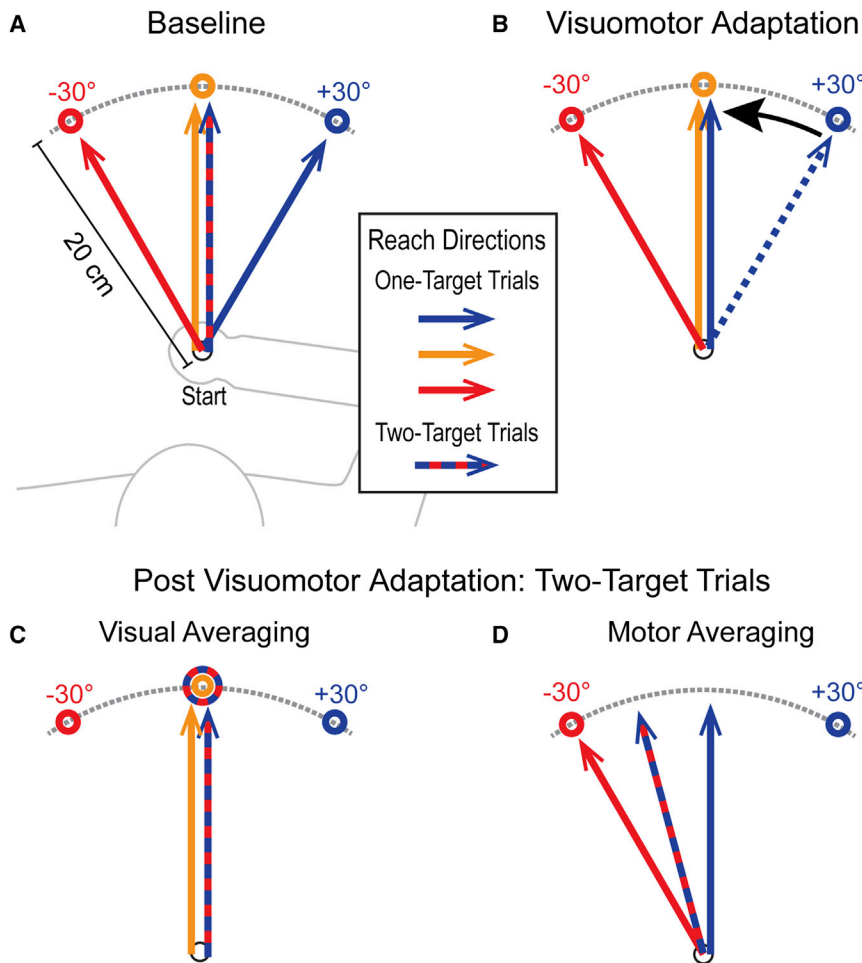 A
Baseline
-30°
+30°
20 cm
Start
B
Visuomotor Adaptation
-30°
+30°
Reach Directions
One-Target Trials
Two-Target Trials
Post Visuomotor Adaptation: Two-Target Trials
C
Visual Averaging
-30°
+30°
D
Motor Averaging
-30°
+30°